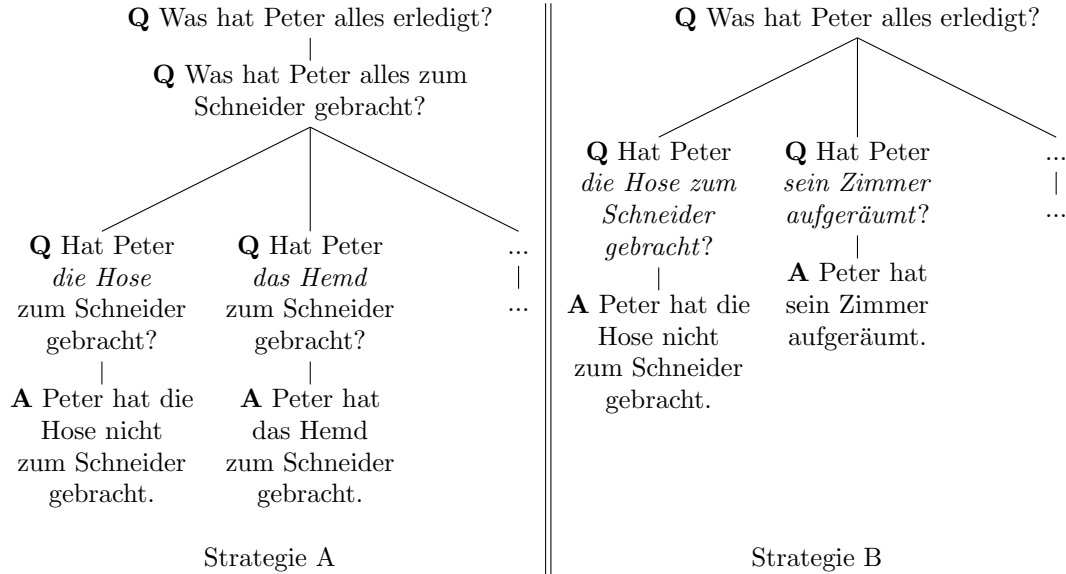 Q Was hat Peter alles erledigt?
Q Was hat Peter alles zum
Schneider gebracht?
Q Hat Peter
die Hose
zum Schneider
gebracht?
A Peter hat die
Hose nicht
zum Schneider
gebracht.
Q Hat Peter
das Hemd
zum Schneider
gebracht?
A Peter hat
das Hemd
zum Schneider
gebracht.
...
...
Strategie A
Q Was hat Peter alles erledigt?
Q Hat Peter
die Hose zum
Schneider
gebracht?
A Peter hat die
Hose nicht
zum Schneider
gebracht.
Q Hat Peter
sein Zimmer
aufgeräumt?
A Peter hat
sein Zimmer
aufgeräumt.
...
...
Strategie B